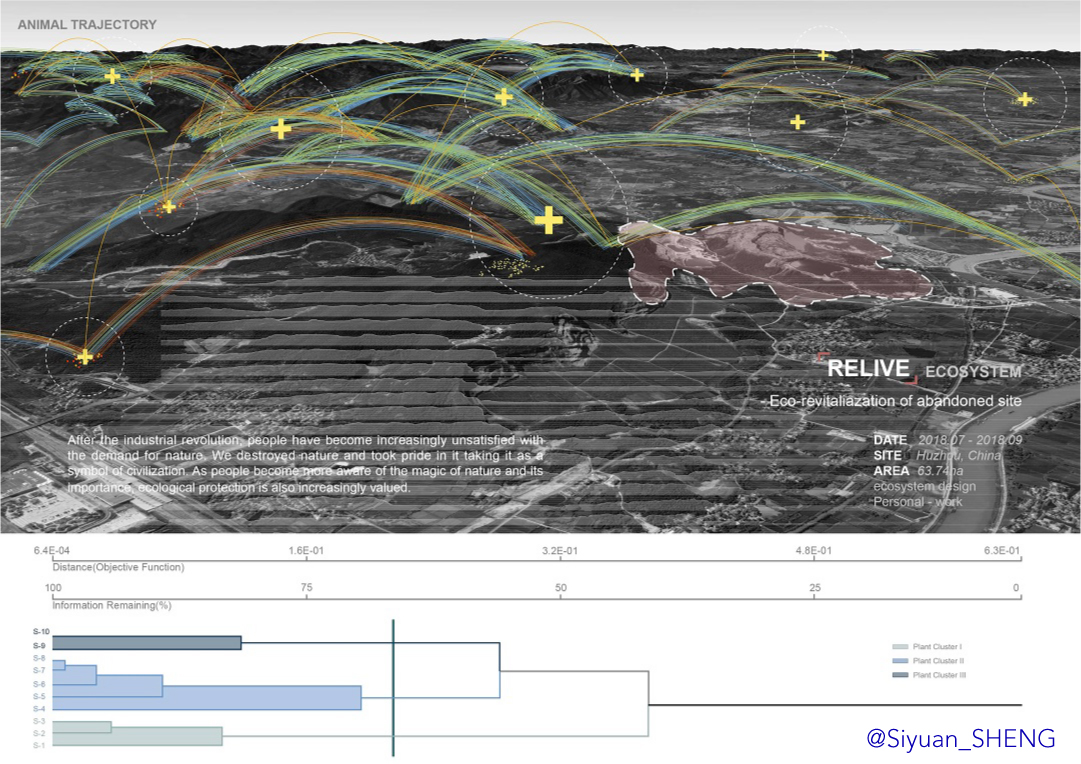 ANIMAL TRAJECTORY
RELIVE ECOSYSTEM
- Eco-revitaliazation of abandoned site
After the industrial revolution, people have become increasingly unsatisfied with
the demand for nature. We destroyed nature and took pride in it taking it as a
symbol of civilization. As people become more aware of the magic of nature and its
importance, ecological protection is also increasingly valued.
DATE 2018.07 - 2018.09
SITE Huzhou, China
AREA 63.74ha
ecosystem design
Personal - work
6.4E-04 1.6E-01 3.2E-01 4.8E-01 6.3E-01
Distance(Objective Function)
100 75 50 25 0
Information Remaining(%)
S-10
S-9
S-8
S-7
S-6
S-5
S-4
S-3
S-2
S-1
Plant Cluster I
Plant Cluster II
Plant Cluster III
@Siyuan_SHENG